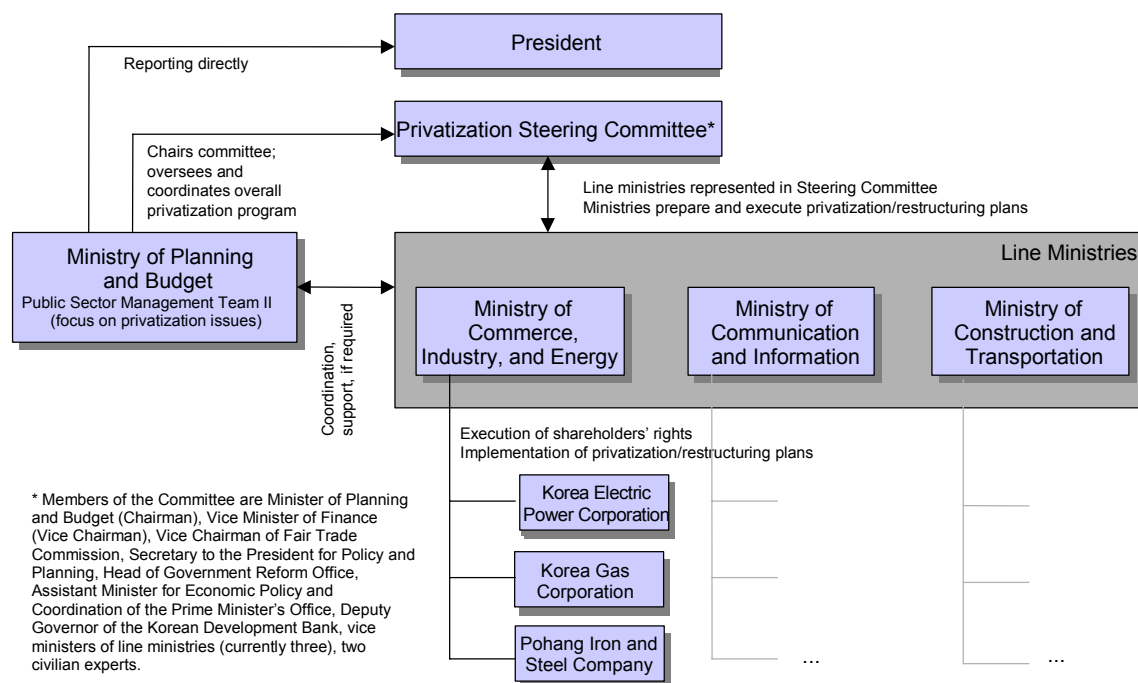 President
Reporting directly
Privatization Steering Committee*
Chairs committee;
oversees and
coordinates overall
privatization program
Line ministries represented in Steering Committee
Ministries prepare and execute privatization/restructuring plans
Ministry of Planning
and Budget
Public Sector Management Team II
(focus on privatization issues)
Line Ministries
Ministry of
Commerce,
Industry, and Energy
Ministry of
Communication
and Information
Ministry of
Construction and
Transportation
Coordination,
support, if required
Execution of shareholders' rights
Implementation of privatization/restructuring plans
Korea Electric
Power Corporation
Korea Gas
Corporation
Pohang Iron and
Steel Company
...
...
* Members of the Committee are Minister of Planning
and Budget (Chairman), Vice Minister of Finance
(Vice Chairman), Vice Chairman of Fair Trade
Commission, Secretary to the President for Policy and
Planning, Head of Government Reform Office,
Assistant Minister for Economic Policy and
Coordination of the Prime Minister's Office, Deputy
Governor of the Korean Development Bank, vice
ministers of line ministries (currently three), two
civilian experts.